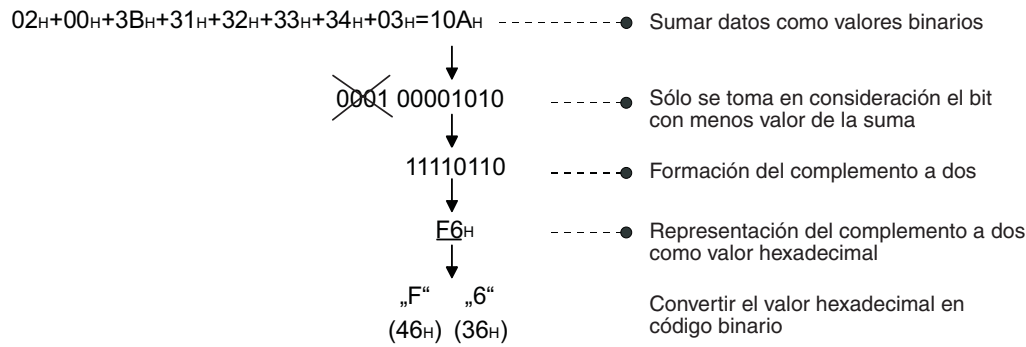 02H+00H+3BH+31H+32H+33H+34H+03H=10AH
Sumar datos como valores binarios
0001 00001010
Sólo se toma en consideración el bit
con menos valor de la suma
11110110
Formación del complemento a dos
F6H
Representación del complemento a dos
como valor hexadecimal
„F“ „6“
(46H) (36H)
Convertir el valor hexadecimal en
código binario